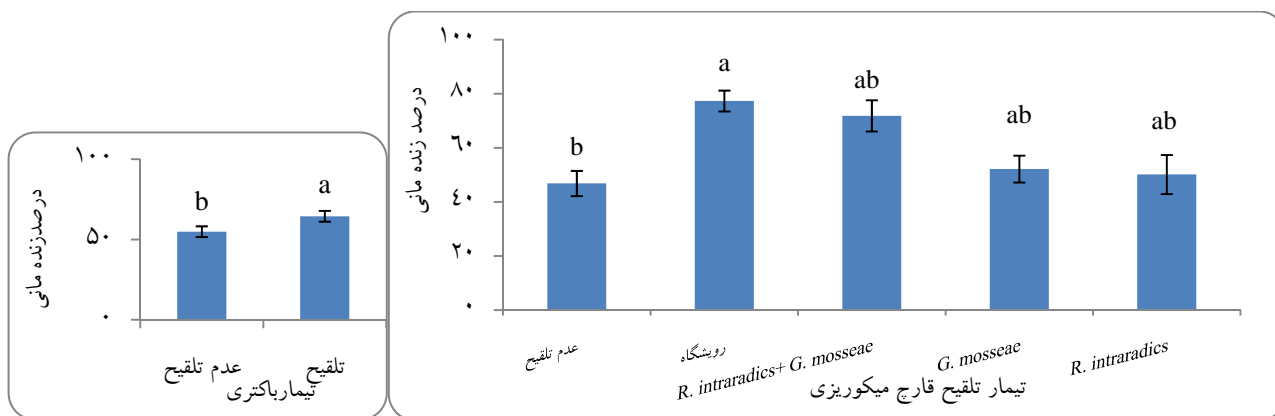 ۱۰۰
۵۰
۰
درصدزنده مانی
b
a
عدم تلقیح
تلقیح
تیمارباکتری
۱۰۰
۸۰
۶۰
۴۰
۲۰
۰
درصد زنده مانی
b
a
ab
ab
ab
عدم تلقیح
رویشگاه
R. intraradics+ G. mosseae
G. mosseae
R. intraradics
تیمار تلقیح قارچ میکوریزی